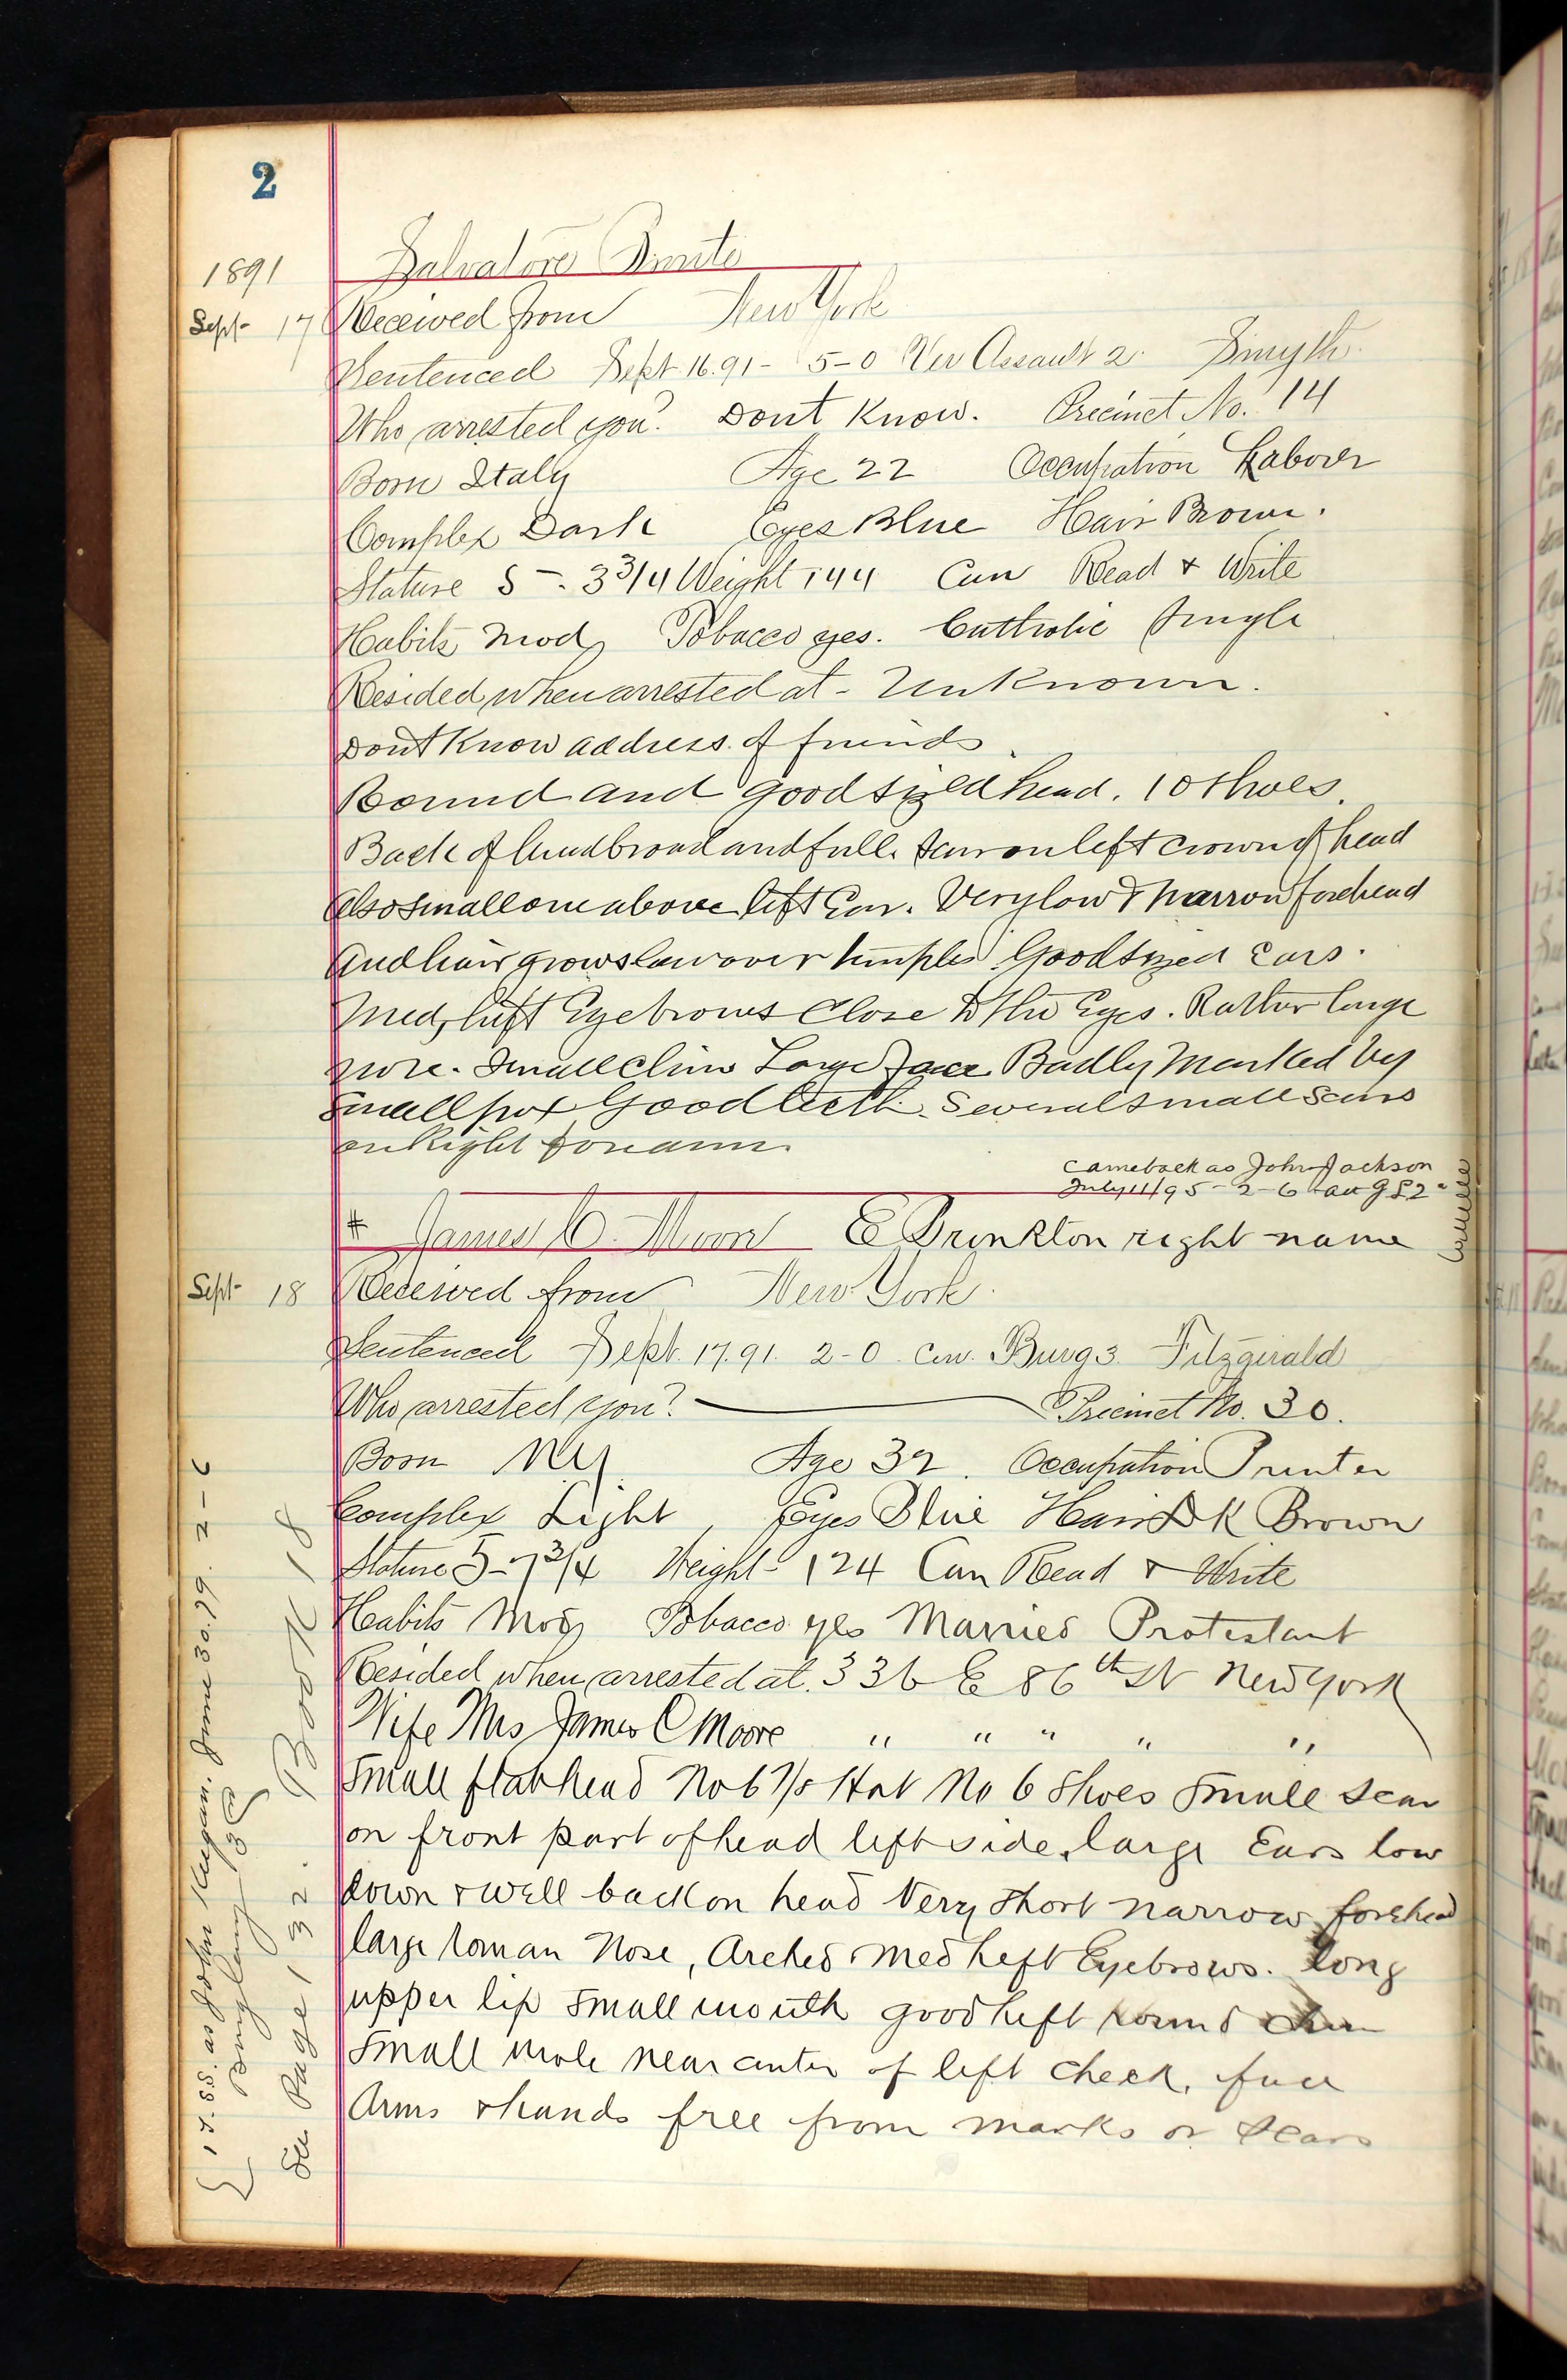 2
1891
Salvatore
Sept 17 Received from New York
Sentenced Sept. 16. 91 - 5-0 Ver Assault 2. Smyth.
Who arrested you? Dont Know. Precinct No. 14
Born Italy Age 22 Occupation Laborer
Complex Dark Eyes Blue Hair Brown.
Stature 5 - 3 3/4 Weight 144 Can Read & Write
Habits Mod Tobacco yes. Catholic Single
Resided when arrested at - Unknown.
Dont Know address of friends.
Round and good sized head. 10 Shoes.
Back of head broad and full. Scar on left crown of head
also small one above left Ear. Very low & narrow forehead
And hair grows low over temples. Good sized Ears.
Med, heft Eyebrows Close to the Eyes. Rather large
nose. Small chin Large Face Badly Marked by
Small pox Good teeth. Several small Scars
on Right forearm.
Came back as John Jackson
July 11/95 - 2-6 att G L 2"
# James C. Moore E Brinkton right name
Sept 18 Received from New York.
Sentenced Sept. 17. 91. 2-0 Con. Burg 3. Fitzgerald
Who arrested you? Precinct No. 30.
Born NY Age 32. Occupation Printer
Complex Light, Eyes Blue Hair Dk Brown
Stature 5-7 3/4 Weight - 124 Can Read & Write
Habits Mod Tobacco yes Married Protestant
Resided when arrested at. 336 E 86th St New York
Wife Mrs James C Moore " " " " "
Small flat head No 6 7/8 Hat No 6 Shoes Small scar
on front part of head left side, large Ears low
down & well back on head Very short narrow forehead
large Roman Nose, Arched Med heft Eyebrows. Long
upper lip small mouth good heft round chin
Small mole near center of left cheek, face
Arms & hands free from marks or scars
as John Kugan. June 30. 79. 2-6
Burglary 3d
See Page 132. Book 18